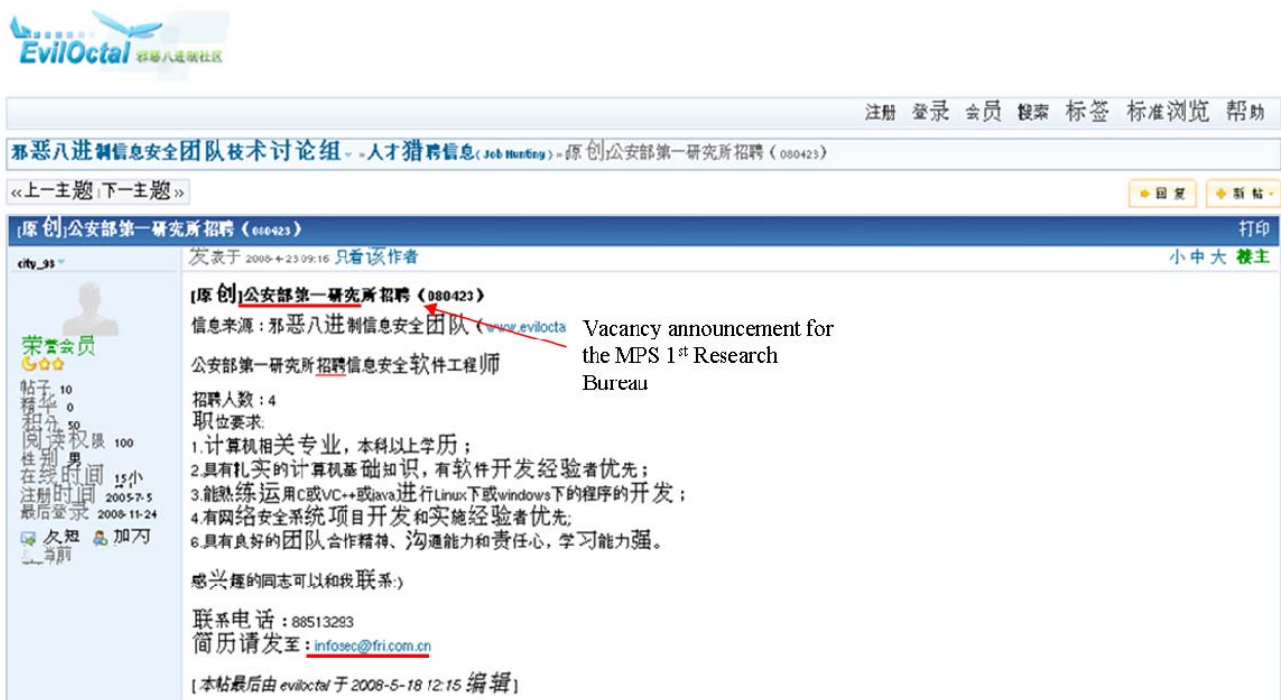 EvilOctal 邪恶八进制社区
注册 登录 会员 搜索 标签 标准浏览 帮助
邪恶八进制信息安全团队技术讨论组 » 人才猎聘信息(Job Hunting) » [原创]公安部第一研究所招聘（080423）
«上一主题|下一主题»
回复 新帖
[原创]公安部第一研究所招聘（080423） 打印
city_93
发表于 2008-4-23 09:16 只看该作者 小 中 大 楼主
荣誉会员
帖子 10
精华 0
积分 50
阅读权限 100
性别 男
在线时间 15小
注册时间 2005-7-5
最后登录 2008-11-24
加为
当前
[原创]公安部第一研究所招聘（080423）
信息来源：邪恶八进制信息安全团队（www.evilocta
公安部第一研究所招聘信息安全软件工程师
招聘人数：4
职位要求:
1.计算机相关专业，本科以上学历；
2.具有扎实的计算机基础知识，有软件开发经验者优先；
3.能熟练运用C或VC++或java进行Linux下或windows下的程序的开发；
4.有网络安全系统项目开发和实施经验者优先;
6.具有良好的团队合作精神、沟通能力和责任心，学习能力强。
感兴趣的同志可以和我联系:)
联系电话：88513293
简历请发至：infosec@fri.com.cn
[本帖最后由 eviloctal 于 2008-5-18 12:15 编辑]
Vacancy announcement for
the MPS 1st Research
Bureau